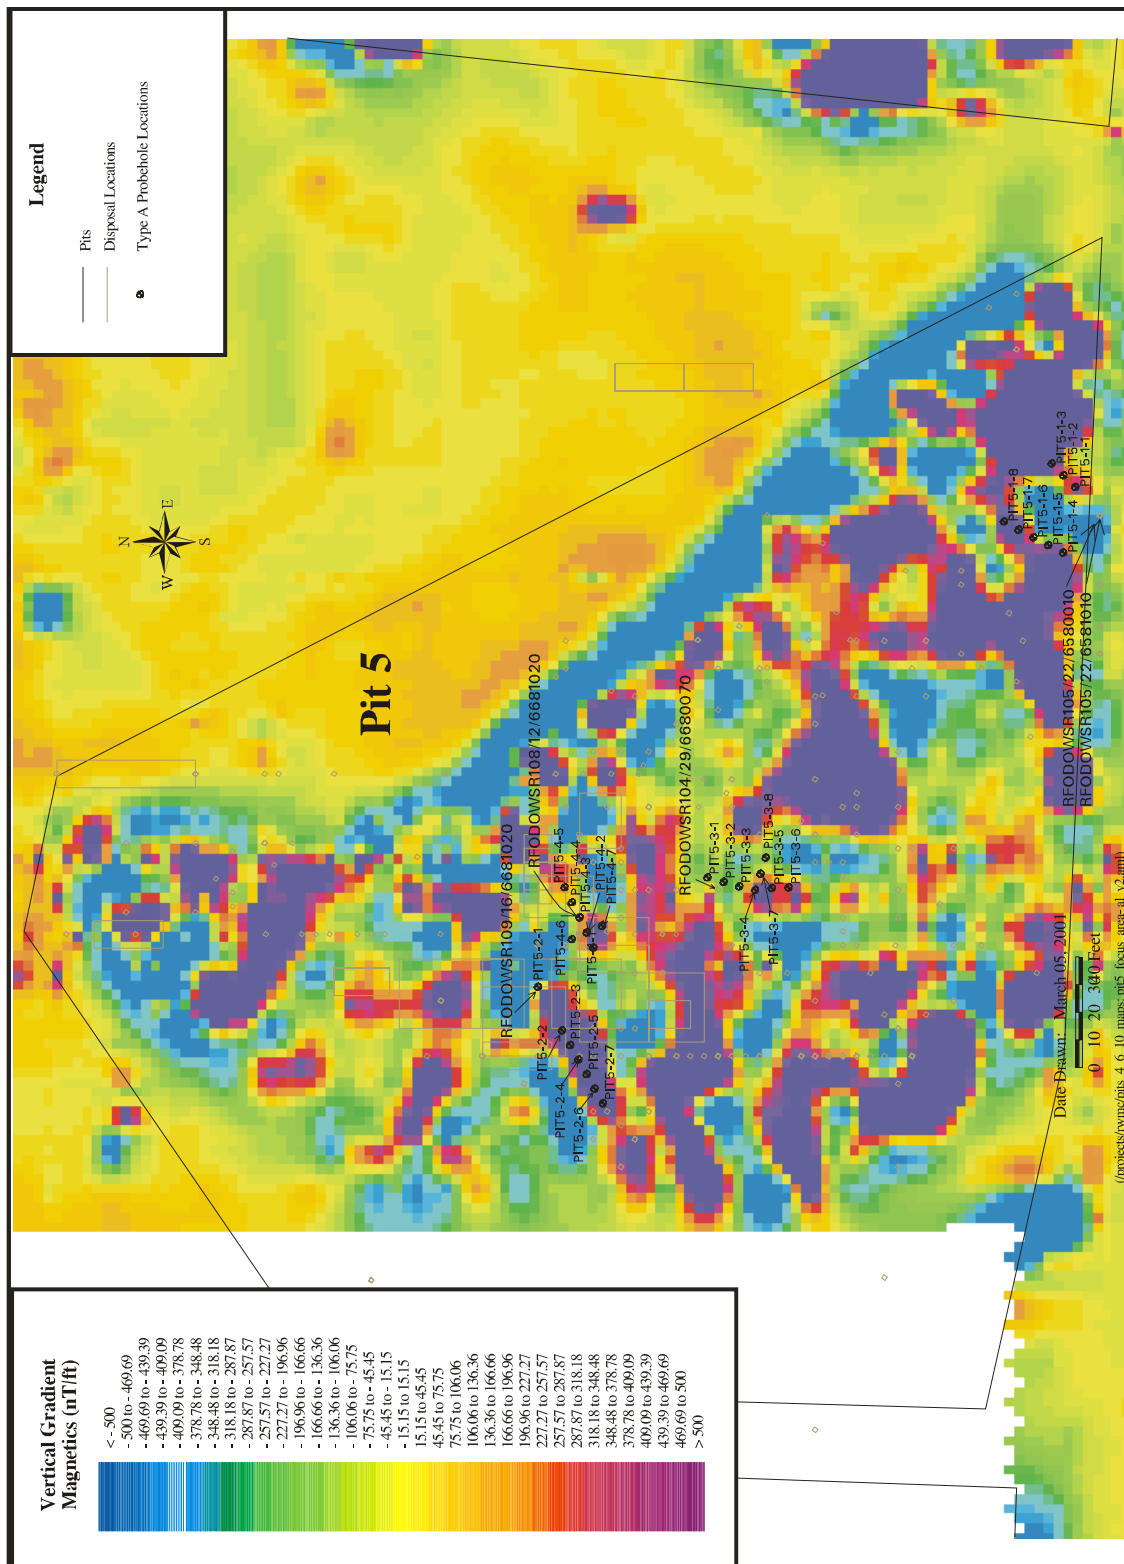 Legend
Pits
Disposal Locations
Type A Probehole Locations
N
W
E
S
Pit 5
RFODOWSR109/16/6681020
RFODOWSR108/12/6681020
RFODOWSR104/29/6680070
RFODOWSR105/22/6580010
RFODOWSR105/22/6581010
PIT5-2-1
PIT5-2-2
PIT5-2-3
PIT5-2-4
PIT5-2-5
PIT5-2-6
PIT5-2-7
PIT5-4-5
PIT5-4-4
PIT5-4-3
PIT5-4-2
PIT5-4-7
PIT5-4-6
PIT5-4-1
PIT5-3-1
PIT5-3-2
PIT5-3-3
PIT5-3-4
PIT5-3-8
PIT5-3-5
PIT5-3-6
PIT5-3-7
PIT5-1-8
PIT5-1-7
PIT5-1-6
PIT5-1-5
PIT5-1-4
PIT5-1-3
PIT5-1-2
PIT5-1-1
Vertical Gradient
Magnetics (nT/ft)
< - 500
- 500 to - 469.69
- 469.69 to - 439.39
- 439.39 to - 409.09
- 409.09 to - 378.78
- 378.78 to - 348.48
- 348.48 to - 318.18
- 318.18 to - 287.87
- 287.87 to - 257.57
- 257.57 to - 227.27
- 227.27 to - 196.96
- 196.96 to - 166.66
- 166.66 to - 136.36
- 136.36 to - 106.06
- 106.06 to - 75.75
- 75.75 to - 45.45
- 45.45 to - 15.15
- 15.15 to 15.15
15.15 to 45.45
45.45 to 75.75
75.75 to 106.06
106.06 to 136.36
136.36 to 166.66
166.66 to 196.96
196.96 to 227.27
227.27 to 257.57
257.57 to 287.87
287.87 to 318.18
318.18 to 348.48
348.48 to 378.78
378.78 to 409.09
409.09 to 439.39
439.39 to 469.69
469.69 to 500
> 500
Date Drawn: March 05, 2001
0 10 20 30 40 Feet
(/projects/rwmc/pits_4_6_10_maps: pit5_focus_area-al_v2.aml)